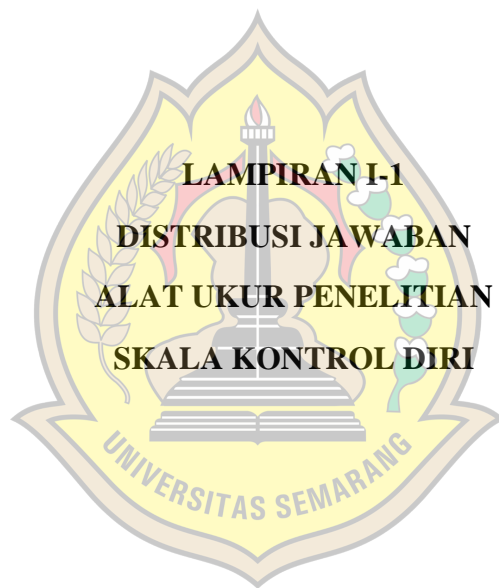 LAMPIRAN I-1
DISTRIBUSI JAWABAN
ALAT UKUR PENELITIAN
SKALA KONTROL DIRI
UNIVERSITAS SEMARANG